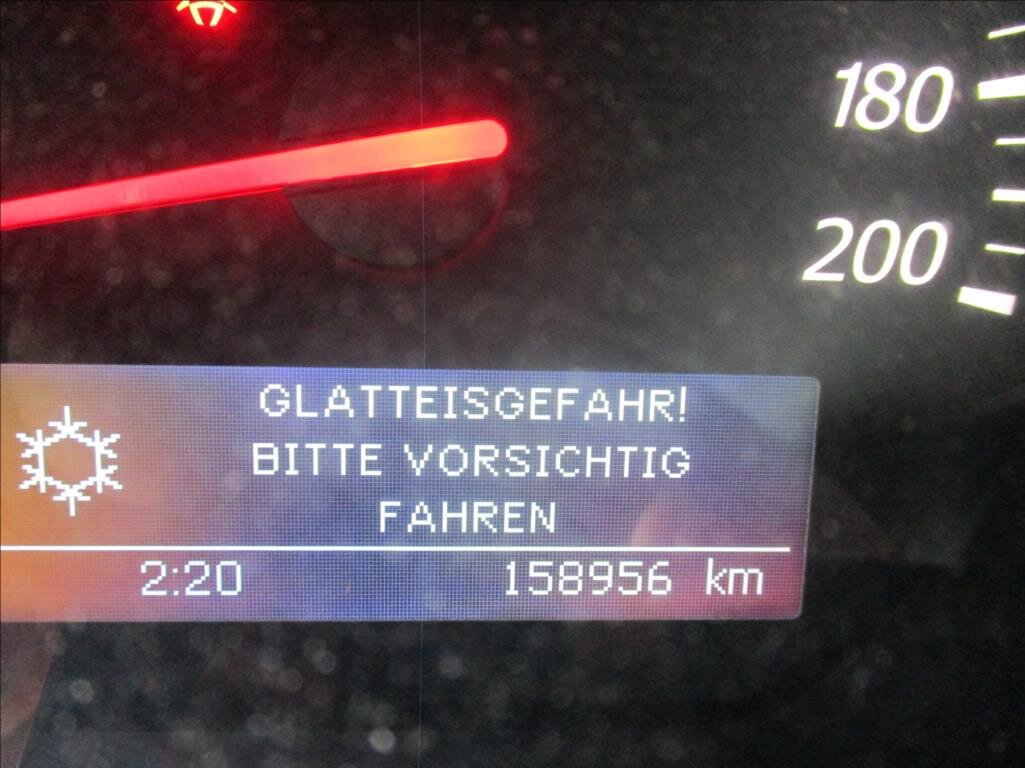 180
200
GLATTEISGEFAHR!
BITTE VORSICHTIG
FAHREN
2:20 158956 km